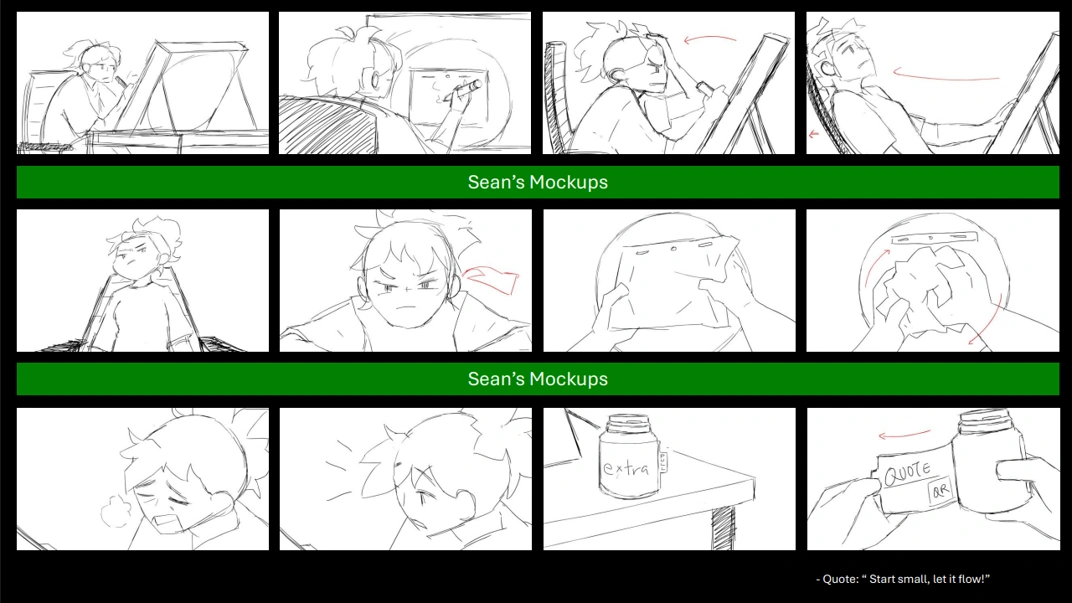 Sean's Mockups
Sean's Mockups
extra
QUOTE
QR
- Quote: “ Start small, let it flow!”